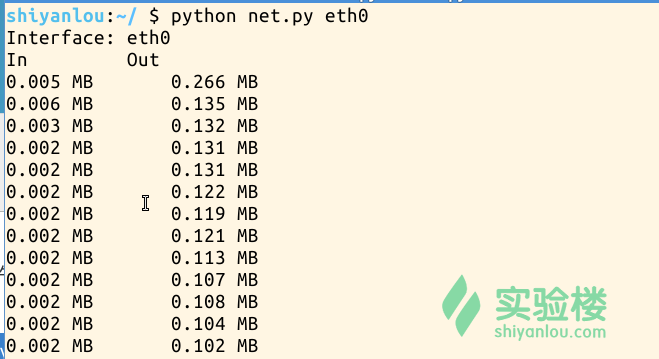 shiyanlou:~/ $ python net.py eth0
Interface: eth0
In Out
0.005 MB 0.266 MB
0.006 MB 0.135 MB
0.003 MB 0.132 MB
0.002 MB 0.131 MB
0.002 MB 0.131 MB
0.002 MB 0.122 MB
0.002 MB 0.119 MB
0.002 MB 0.121 MB
0.002 MB 0.113 MB
0.002 MB 0.107 MB
0.002 MB 0.108 MB
0.002 MB 0.104 MB
0.002 MB 0.102 MB
实验楼
shiyanlou.com